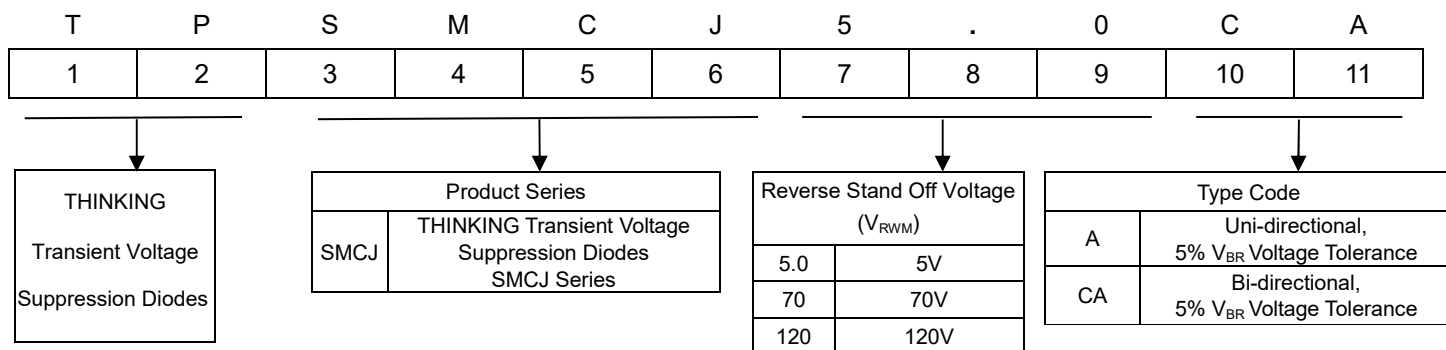 T P S M C J 5 . 0 C A
1 2 3 4 5 6 7 8 9 10 11
THINKING
Transient Voltage
Suppression Diodes
Product Series
SMCJ
THINKING Transient Voltage
Suppression Diodes
SMCJ Series
Reverse Stand Off Voltage
(VRWM)
5.0 5V
70 70V
120 120V
Type Code
A
Uni-directional,
5% VBR Voltage Tolerance
CA
Bi-directional,
5% VBR Voltage Tolerance